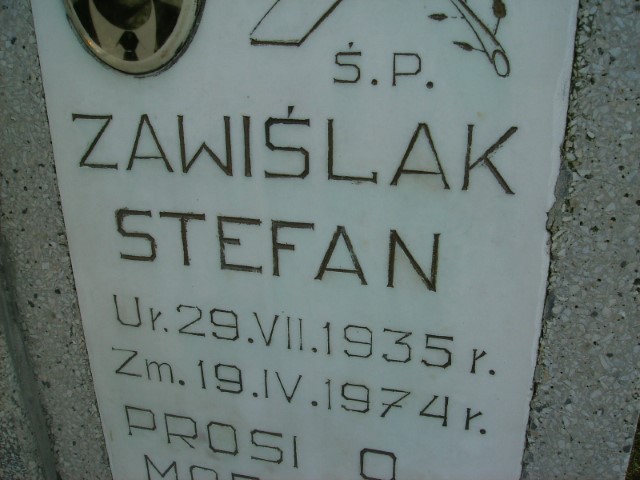 Ś.P.
ZAWIŚLAK
STEFAN
Ur. 29.VII.1935 r.
Zm. 19.IV.1974 r.
PROSI O